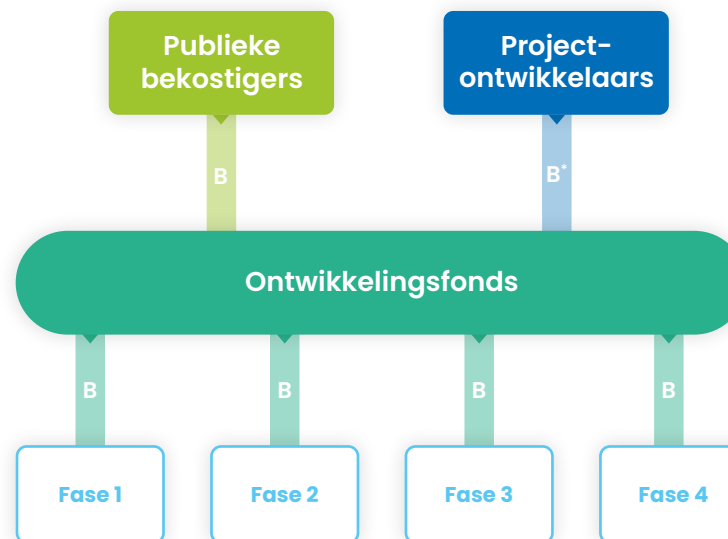 Publieke
bekostigers
Project-
ontwikkelaars
B
B*
Ontwikkelingsfonds
B
B
B
B
Fase 1
Fase 2
Fase 3
Fase 4